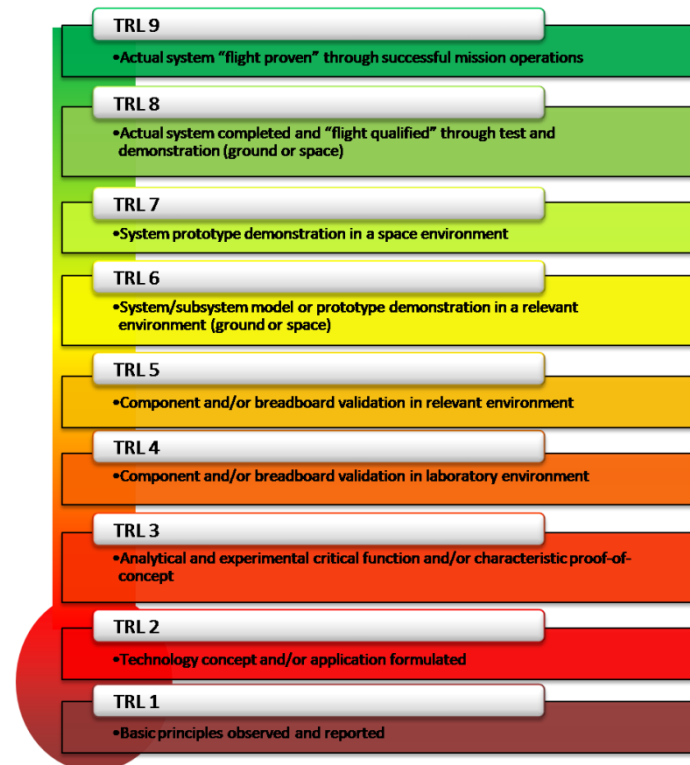 TRL 9
•Actual system “flight proven” through successful mission operations
TRL 8
•Actual system completed and “flight qualified” through test and
demonstration (ground or space)
TRL 7
•System prototype demonstration in a space environment
TRL 6
•System/subsystem model or prototype demonstration in a relevant
environment (ground or space)
TRL 5
•Component and/or breadboard validation in relevant environment
TRL 4
•Component and/or breadboard validation in laboratory environment
TRL 3
•Analytical and experimental critical function and/or characteristic proof-of-
concept
TRL 2
•Technology concept and/or application formulated
TRL 1
•Basic principles observed and reported